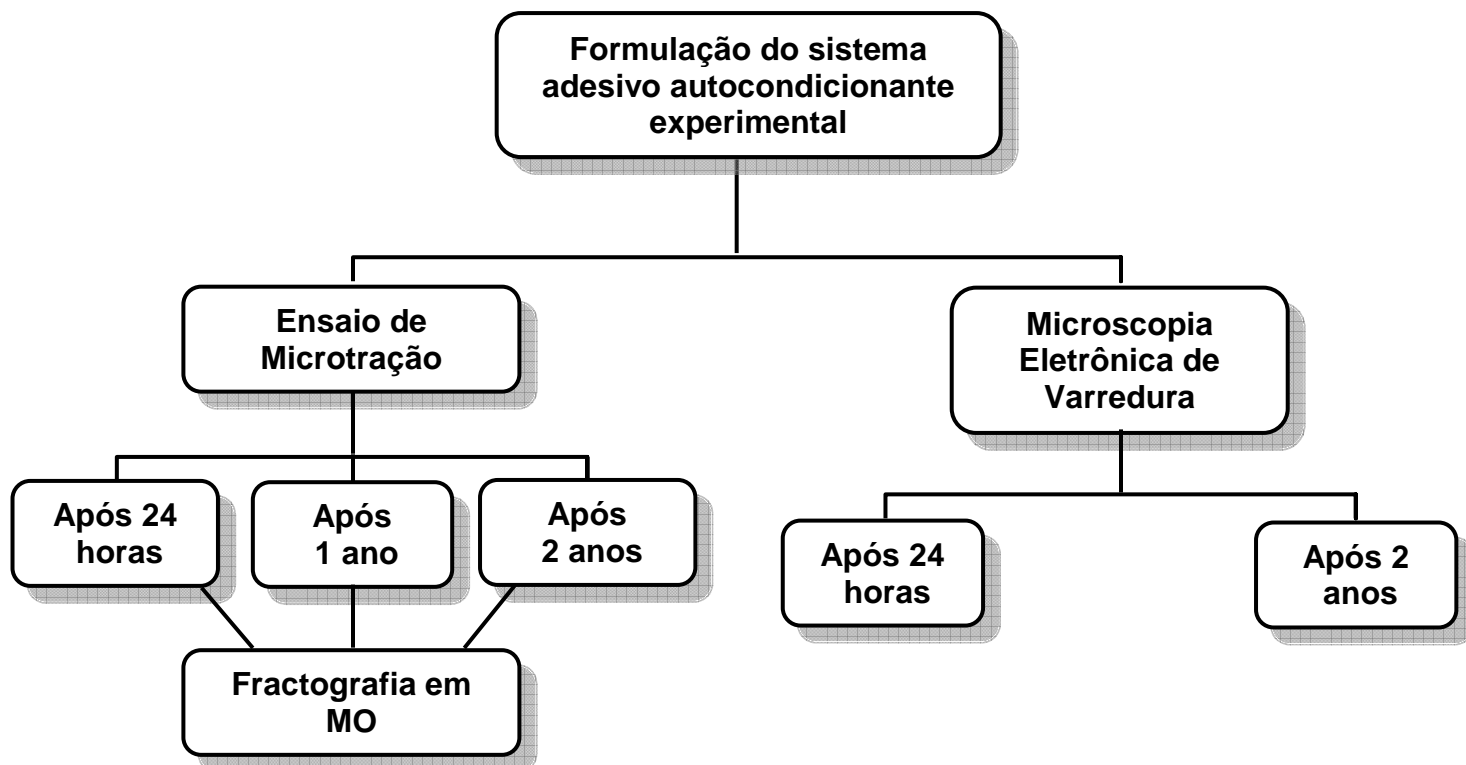 Formulação do sistema
adesivo autocondicionante
experimental
Ensaio de
Microtração
Microscopia
Eletrônica de
Varredura
Após 24
horas
Após
1 ano
Após
2 anos
Após 24
horas
Após 2
anos
Fractografia em
MO